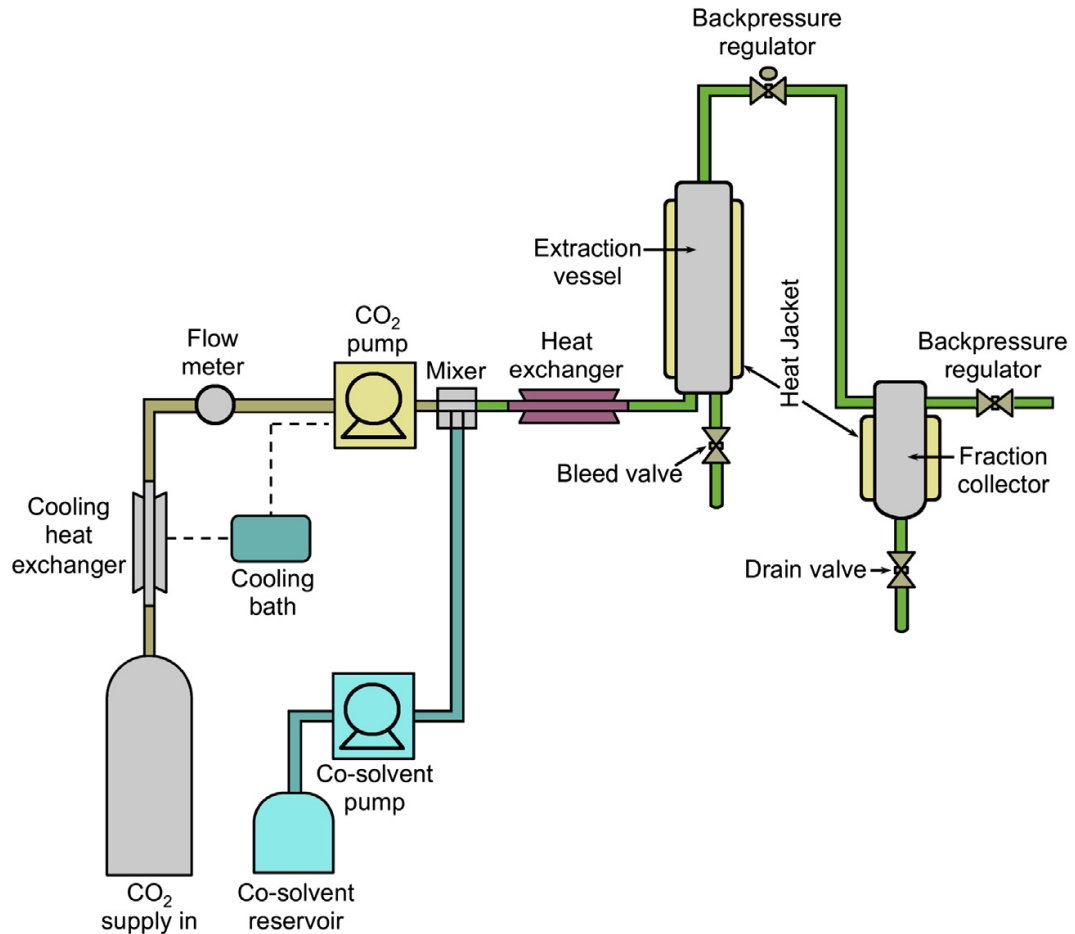 Backpressure
regulator
Extraction
vessel
Heat Jacket
Backpressure
regulator
CO₂
pump
Flow
meter
Mixer
Heat
exchanger
Bleed valve
Fraction
collector
Cooling
heat
exchanger
Cooling
bath
Drain valve
Co-solvent
pump
CO₂
supply in
Co-solvent
reservoir